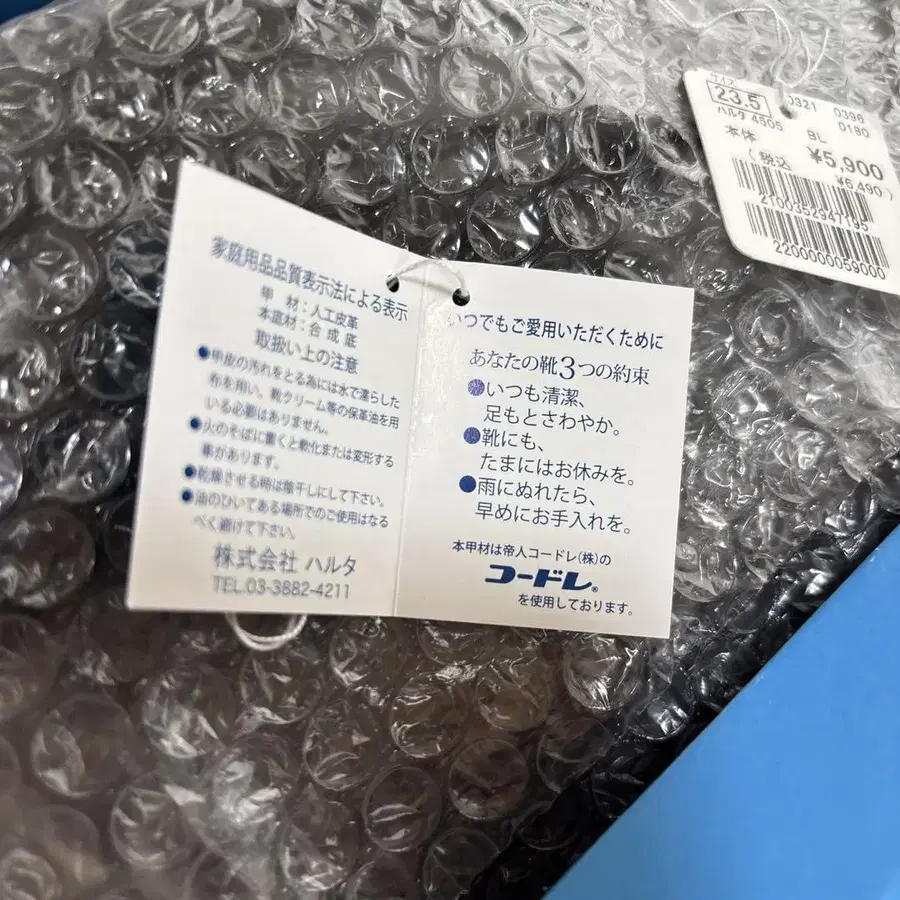 家庭用品品質表示法による表示
甲 材:人工皮革
本底材:合成底
取扱い上の注意
●甲皮の汚れをとる為には水で濡らした
布を用い、靴クリーム等の保革油を用
いる必要はありません。
●火のそばに置くと軟化または変形する
事があります。
●乾燥させる時は陰干しにして下さい。
●油のひいてある場所でのご使用はなる
べく避けて下さい。
株式会社 ハルタ
TEL.03-3882-4211
いつでもご愛用いただくために
あなたの靴3つの約束
●いつも清潔、
足もとさわやか。
●靴にも、
たまにはお休みを。
●雨にぬれたら、
早めにお手入れを。
本甲材は帝人コードレ(株)の
コードレ®
を使用しております。
サイズ
23.5
0321 0396
ハルタ 4505 BL 0180
本体 ¥5,900
(税込 ¥6,490)
2100352947195
2200000059000